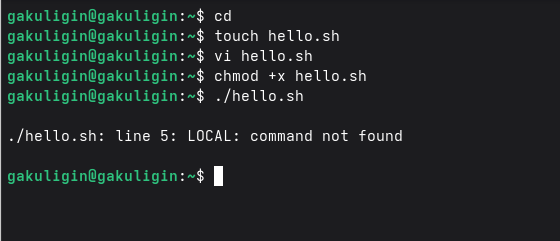 gakuligin@gakuligin:~$ cd
gakuligin@gakuligin:~$ touch hello.sh
gakuligin@gakuligin:~$ vi hello.sh
gakuligin@gakuligin:~$ chmod +x hello.sh
gakuligin@gakuligin:~$ ./hello.sh
./hello.sh: line 5: LOCAL: command not found
gakuligin@gakuligin:~$